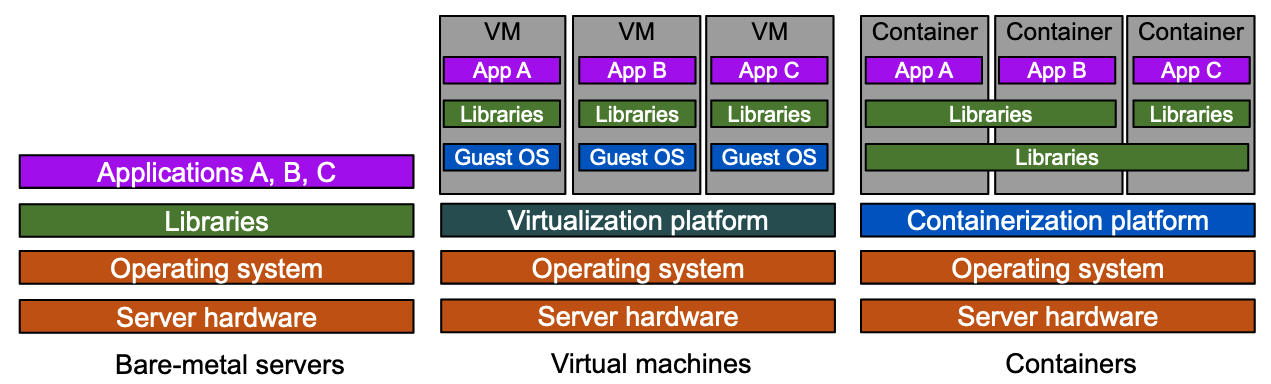 Applications A, B, C
Libraries
Operating system
Server hardware
Bare-metal servers
VM VM VM
App A App B App C
Libraries Libraries Libraries
Guest OS Guest OS Guest OS
Virtualization platform
Operating system
Server hardware
Virtual machines
Container Container Container
App A App B App C
Libraries Libraries
Libraries
Containerization platform
Operating system
Server hardware
Containers